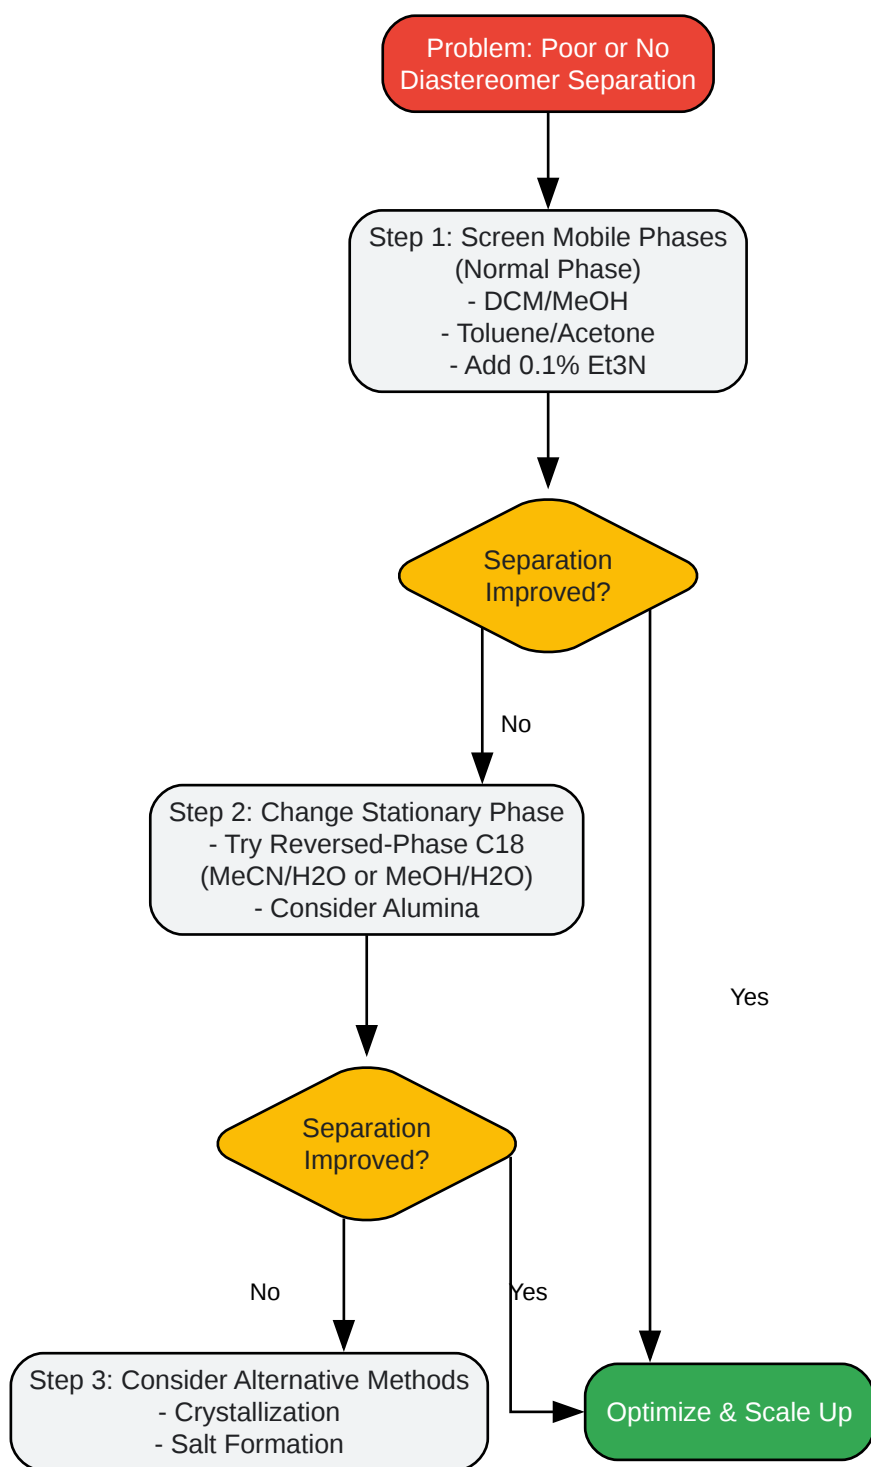 Problem: Poor or No
Diastereomer Separation
Step 1: Screen Mobile Phases
(Normal Phase)
- DCM/MeOH
- Toluene/Acetone
- Add 0.1% Et3N
Separation
Improved?
No
Step 2: Change Stationary Phase
- Try Reversed-Phase C18
(MeCN/H2O or MeOH/H2O)
- Consider Alumina
Yes
Separation
Improved?
No
Yes
Step 3: Consider Alternative Methods
- Crystallization
- Salt Formation
Optimize & Scale Up